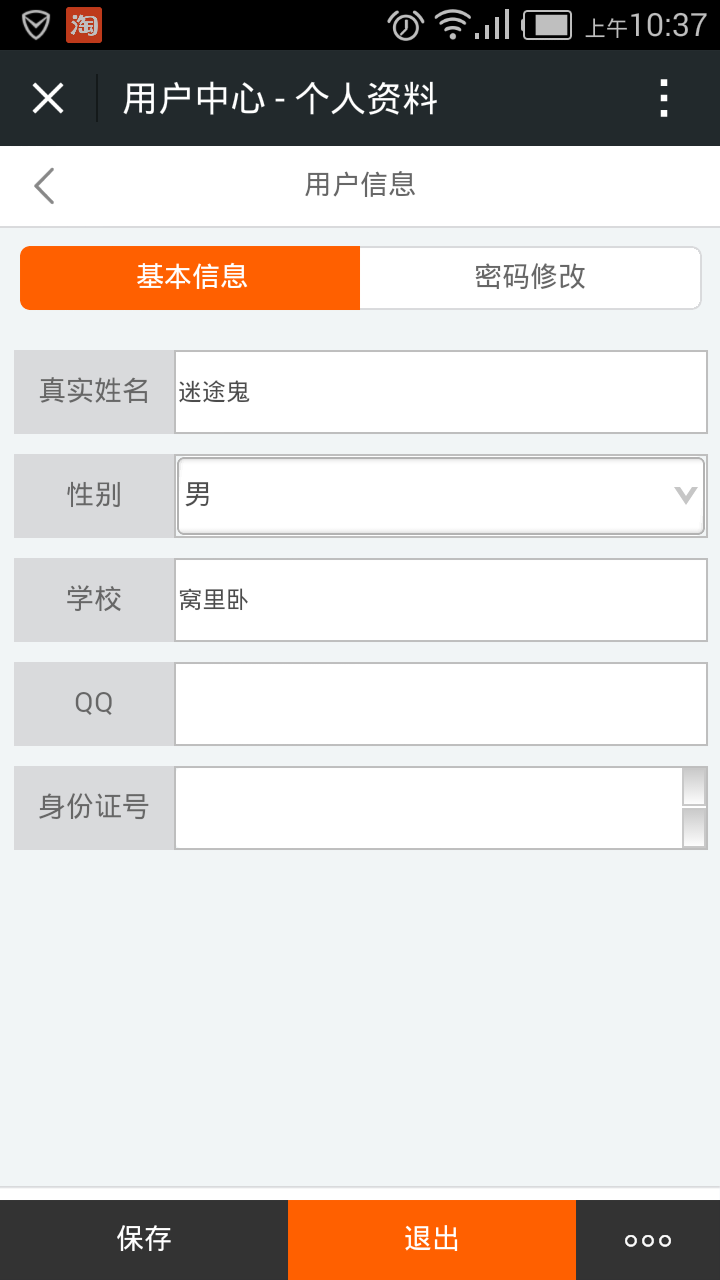 淘 上午10:37
用户中心 - 个人资料
用户信息
基本信息 密码修改
真实姓名 迷途鬼
性别 男
学校 窝里卧
QQ
身份证号
保存 退出